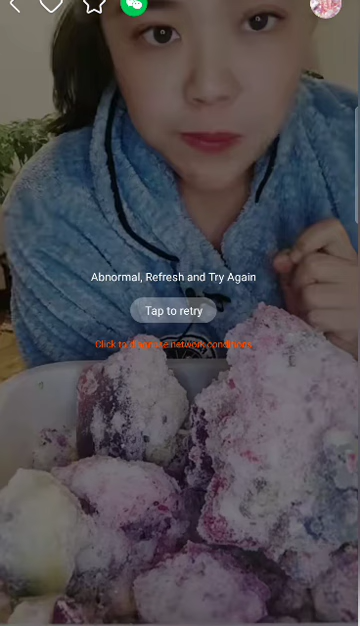 Abnormal, Refresh and Try Again
Tap to retry
Click to diagnose network conditions